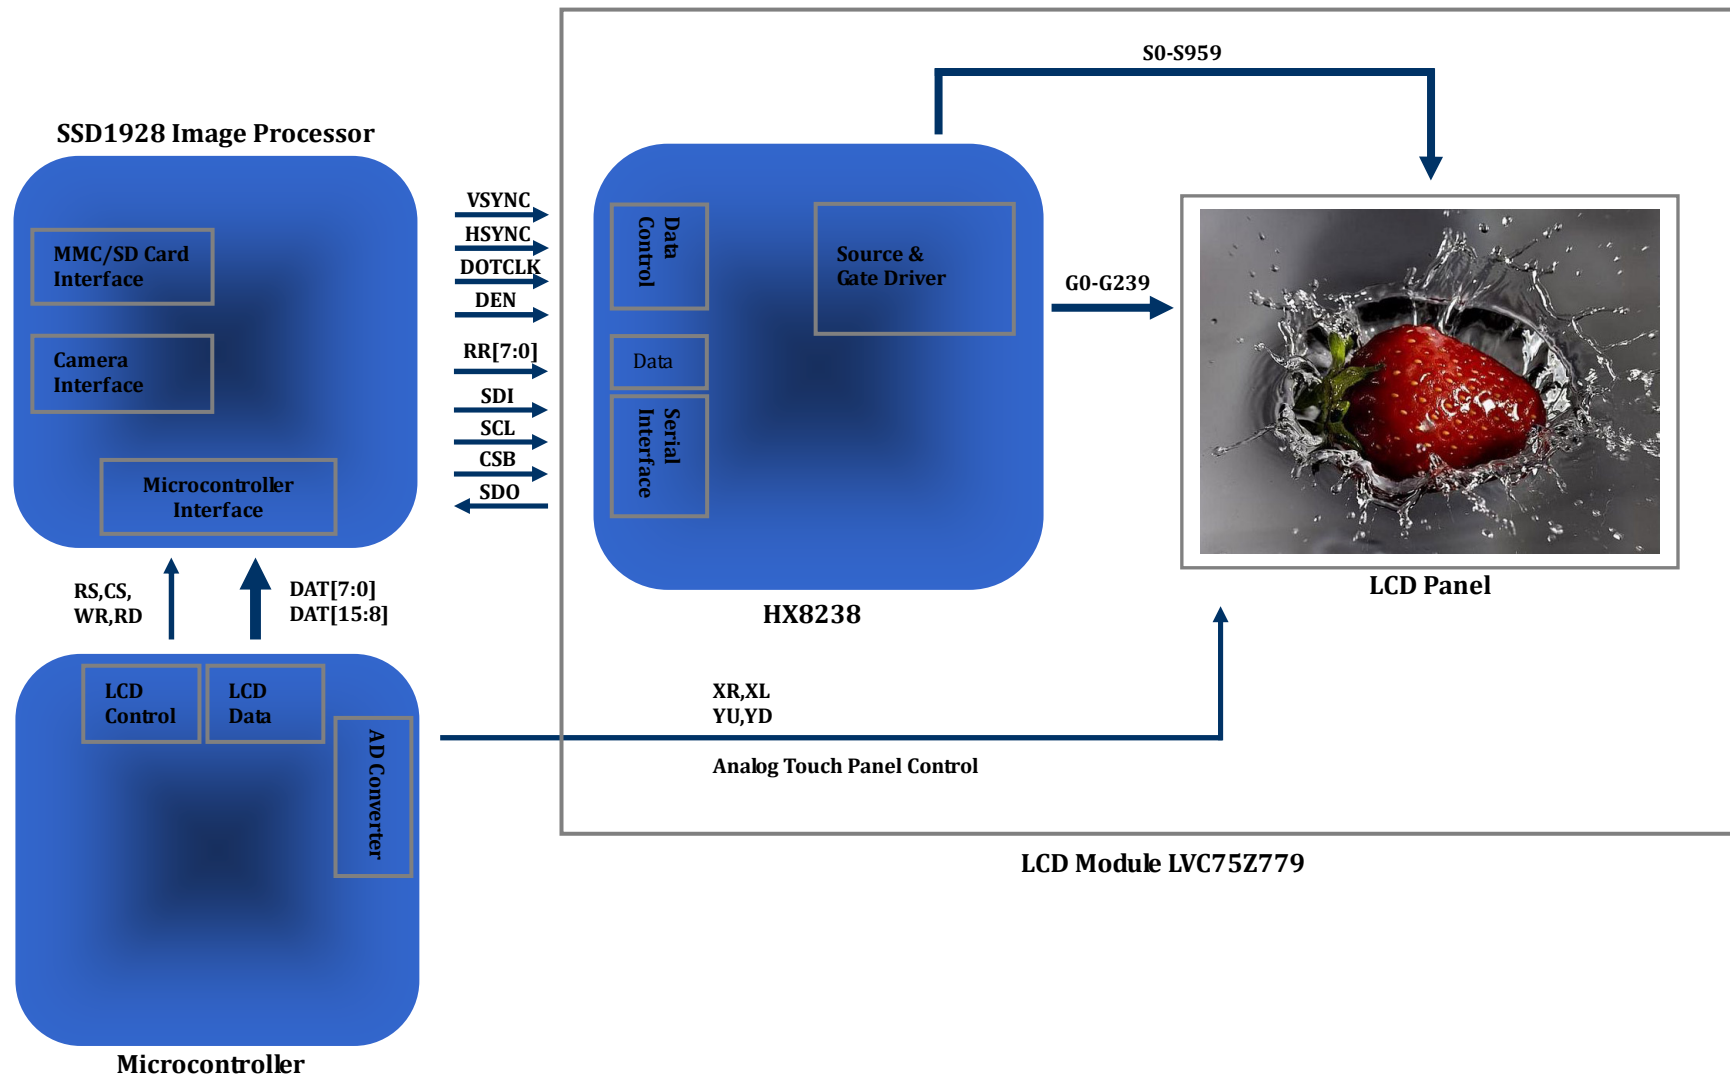 S0-S959
SSD1928 Image Processor
MMC/SD Card
Interface
Camera
Interface
Microcontroller
Interface
VSYNC
HSYNC
DOTCLK
DEN
RR[7:0]
SDI
SCL
CSB
SDO
Data
Control
Data
Serial
Interface
Source &
Gate Driver
HX8238
G0-G239
LCD Panel
RS,CS,
WR,RD
DAT[7:0]
DAT[15:8]
LCD
Control
LCD
Data
AD Converter
Microcontroller
XR,XL
YU,YD
Analog Touch Panel Control
LCD Module LVC75Z779